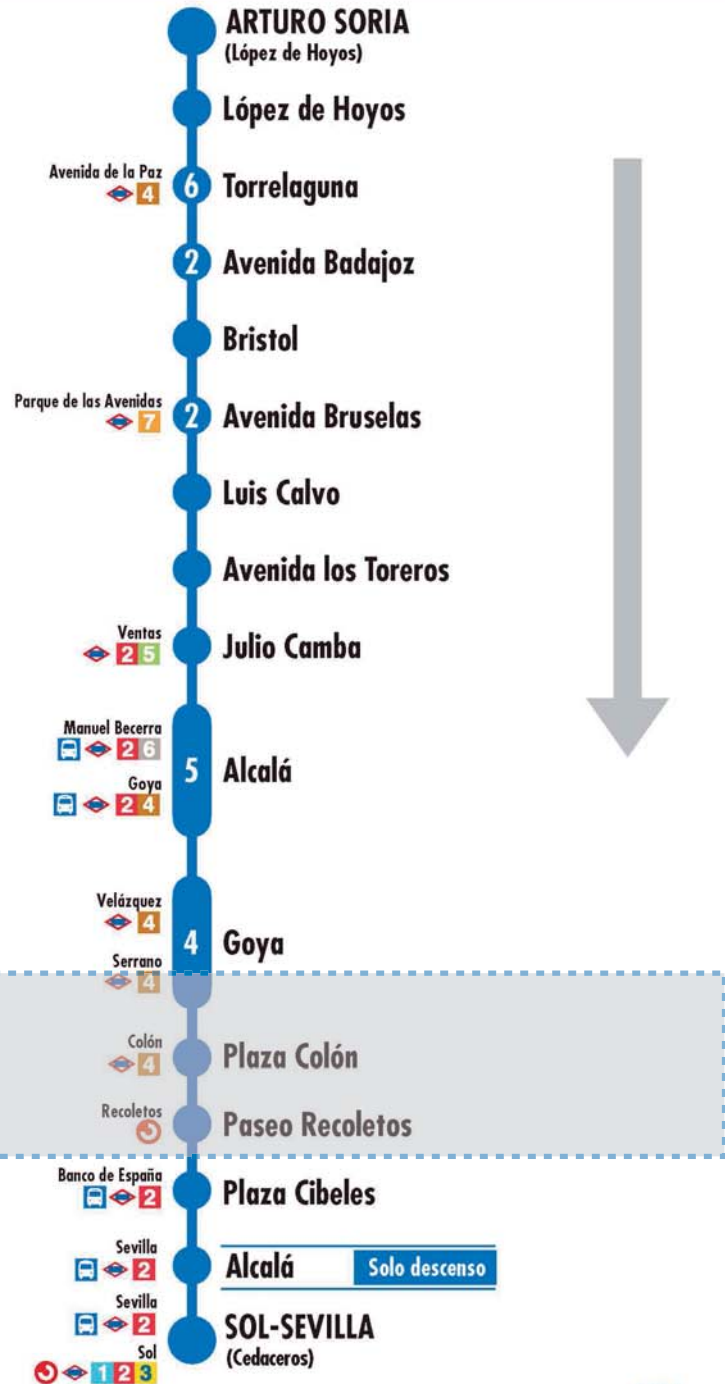 ARTURO SORIA
(López de Hoyos)
López de Hoyos
Avenida de la Paz
4
6 Torrelaguna
2 Avenida Badajoz
Bristol
Parque de las Avenidas
7
2 Avenida Bruselas
Luis Calvo
Avenida los Toreros
Ventas
2 5
Julio Camba
Manuel Becerra
2 6
Goya
2 4
5 Alcalá
Velázquez
4
Serrano
4
4 Goya
Colón
4
Plaza Colón
Recoletos
Paseo Recoletos
Banco de España
2
Plaza Cibeles
Sevilla
2
Alcalá Solo descenso
Sevilla
2
Sol
1 2 3
SOL-SEVILLA
(Cedaceros)